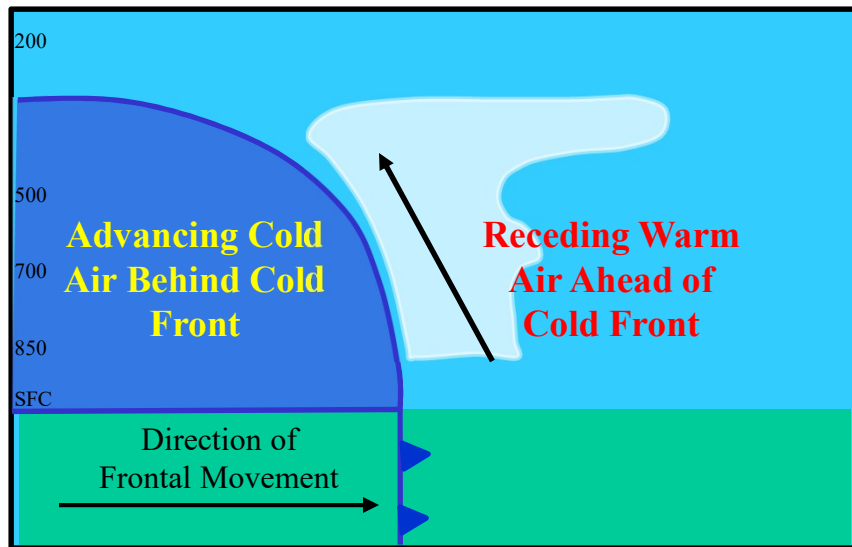 200
500
Advancing Cold
Air Behind Cold
Front
Receding Warm
Air Ahead of
Cold Front
700
850
SFC
Direction of
Frontal Movement